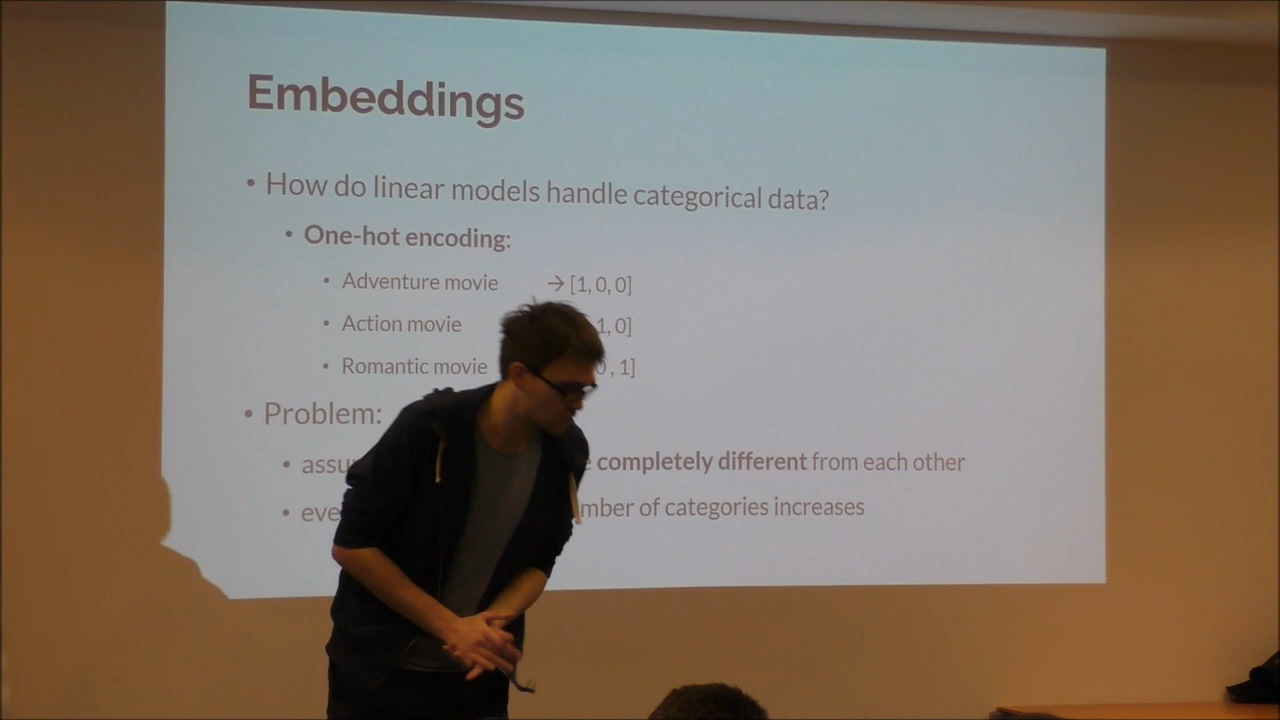 Embeddings
• How do linear models handle categorical data?
• One-hot encoding:
• Adventure movie → [1, 0, 0]
• Action movie 1, 0]
• Romantic movie , 1]
• Problem:
• completely different from each other
• of categories increases